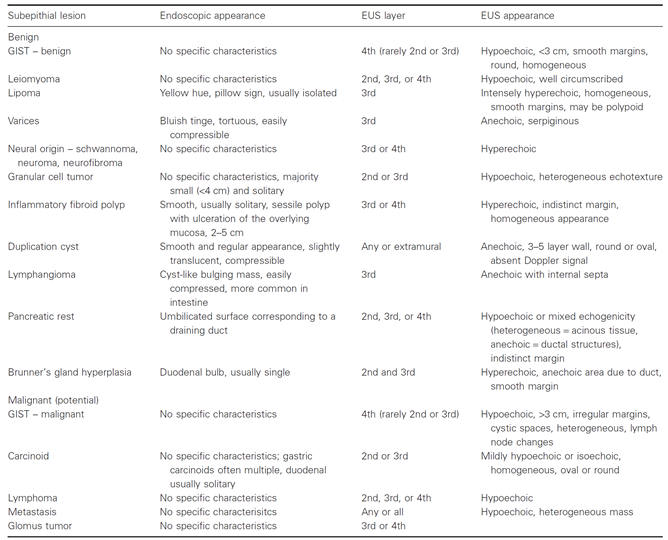 Subepithial lesion Endoscopic appearance EUS layer EUS appearance
Benign
GIST – benign No specific characteristics 4th (rarely 2nd or 3rd) Hypoechoic, <3 cm, smooth margins,
round, homogeneous
Leiomyoma No specific characteristics 2nd, 3rd, or 4th Hypoechoic, well circumscribed
Lipoma Yellow hue, pillow sign, usually isolated 3rd Intensely hyperechoic, homogeneous,
smooth margins, may be polypoid
Varices Bluish tinge, tortuous, easily 3rd Anechoic, serpiginous
compressible
Neural origin – schwannoma, No specific characteristics 3rd or 4th Hyperechoic
neuroma, neurofibroma
Granular cell tumor No specific characteristics, majority 2nd or 3rd Hypoechoic, heterogeneous echotexture
small (<4 cm) and solitary
Inflammatory fibroid polyp Smooth, usually solitary, sessile polyp 3rd or 4th Hyperechoic, indistinct margin,
with ulceration of the overlying homogeneous appearance
mucosa, 2–5 cm
Duplication cyst Smooth and regular appearance, slightly Any or extramural Anechoic, 3–5 layer wall, round or oval,
translucent, compressible absent Doppler signal
Lymphangioma Cyst-like bulging mass, easily 3rd Anechoic with internal septa
compressed, more common in
intestine
Pancreatic rest Umbilicated surface corresponding to a 2nd, 3rd, or 4th Hypoechoic or mixed echogenicity
draining duct (heterogeneous = acinous tissue,
anechoic = ductal structures),
indistinct margin
Brunner's gland hyperplasia Duodenal bulb, usually single 2nd and 3rd Hyperechoic, anechoic area due to duct,
smooth margin
Malignant (potential)
GIST – malignant No specific characteristics 4th (rarely 2nd or 3rd) Hypoechoic, >3 cm, irregular margins,
cystic spaces, heterogeneous, lymph
node changes
Carcinoid No specific characteristics; gastric 2nd or 3rd Mildly hypoechoic or isoechoic,
carcinoids often multiple, duodenal homogeneous, oval or round
usually solitary
Lymphoma No specific characteristics 2nd, 3rd, or 4th Hypoechoic
Metastasis No specific characterisitcs Any or all Hypoechoic, heterogeneous mass
Glomus tumor No specific characteristics 3rd or 4th